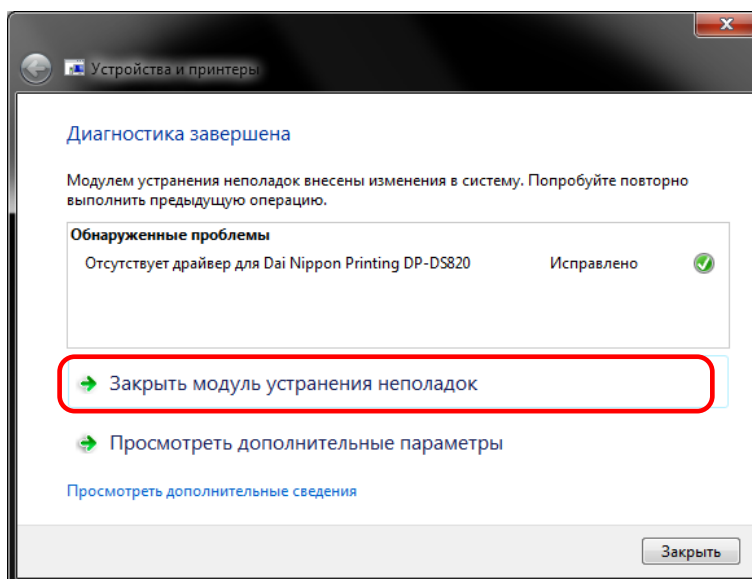 Устройства и принтеры
Диагностика завершена
Модулем устранения неполадок внесены изменения в систему. Попробуйте повторно
выполнить предыдущую операцию.
Обнаруженные проблемы
Отсутствует драйвер для Dai Nippon Printing DP-DS820 Исправлено
Закрыть модуль устранения неполадок
Просмотреть дополнительные параметры
Просмотреть дополнительные сведения
Закрыть